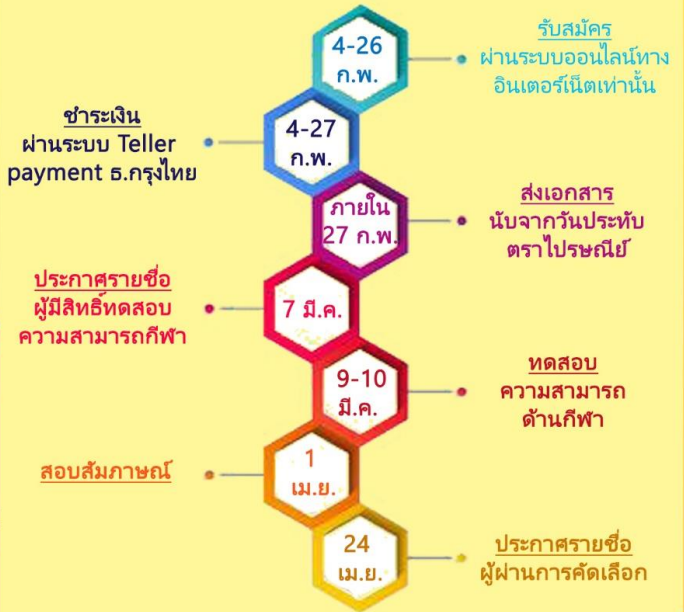 4-26
ก.พ.
รับสมัคร
ผ่านระบบออนไลน์ทาง
อินเตอร์เน็ตเท่านั้น
ชำระเงิน
ผ่านระบบ Teller
payment ธ.กรุงไทย
4-27
ก.พ.
ภายใน
27 ก.พ.
ส่งเอกสาร
นับจากวันประทับ
ตราไปรษณีย์
ประกาศรายชื่อ
ผู้มีสิทธิ์ทดสอบ
ความสามารถกีฬา
7 มี.ค.
9-10
มี.ค.
ทดสอบ
ความสามารถ
ด้านกีฬา
สอบสัมภาษณ์
1
เม.ย.
24
เม.ย.
ประกาศรายชื่อ
ผู้ผ่านการคัดเลือก